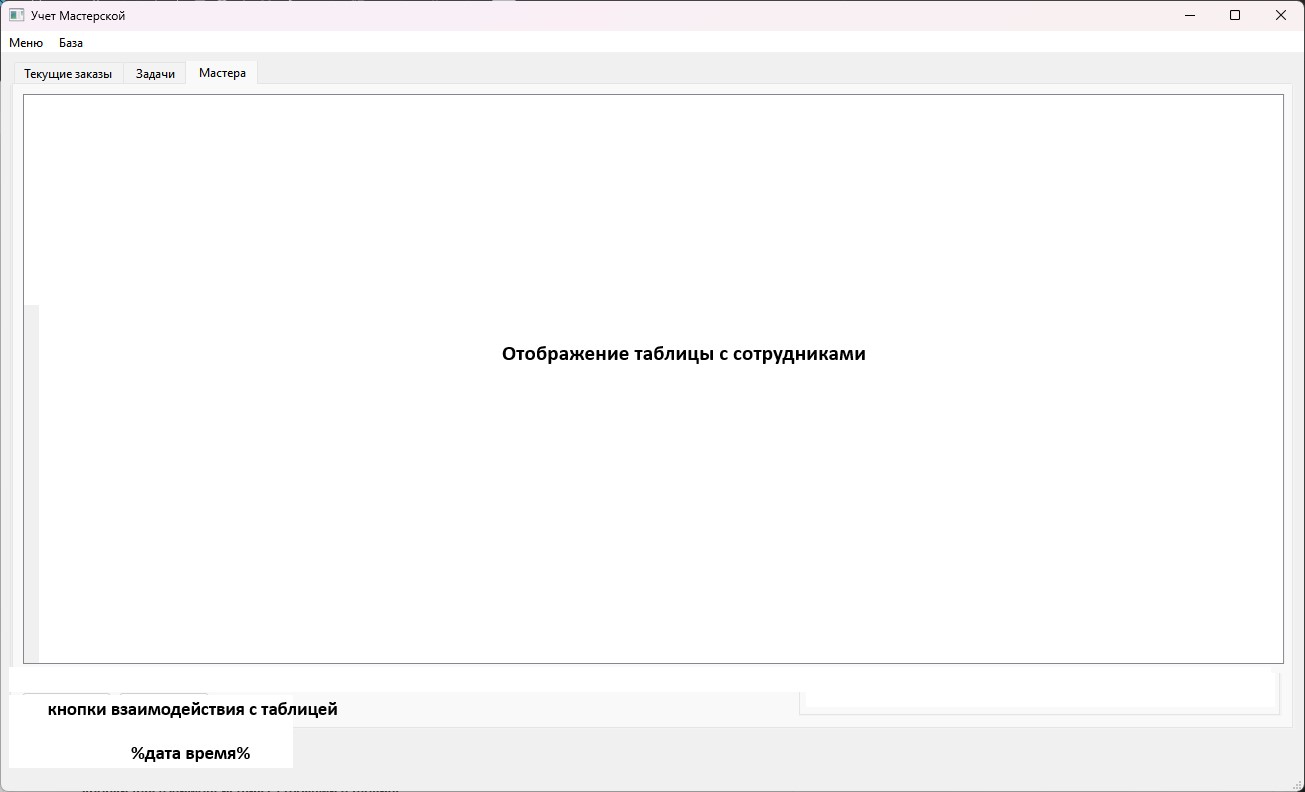 Учет Мастерской
Меню База
Текущие заказы Задачи Мастера
Отображение таблицы с сотрудниками
кнопки взаимодействия с таблицей
%дата время%